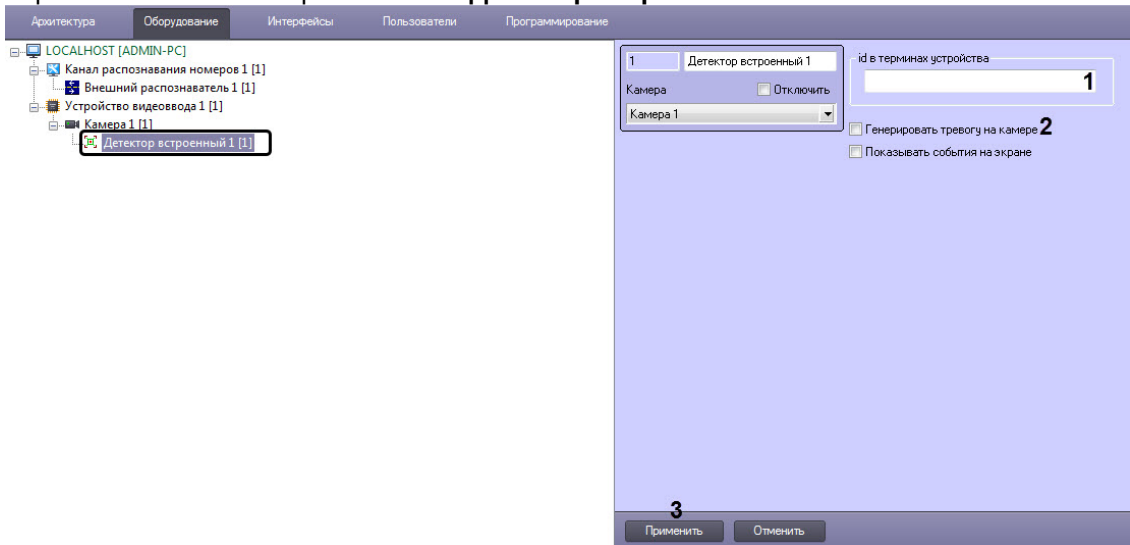 Архитектура Оборудование Интерфейсы Пользователи Программирование
LOCALHOST [ADMIN-PC]
Канал распознавания номеров 1 [1]
Внешний распознаватель 1 [1]
Устройство видеоввода 1 [1]
Камера 1 [1]
Детектор встроенный 1 [1]
1 Детектор встроенный 1
Камера Отключить
Камера 1
id в терминах устройства
1
Генерировать тревогу на камере 2
Показывать события на экране
3
Применить Отменить